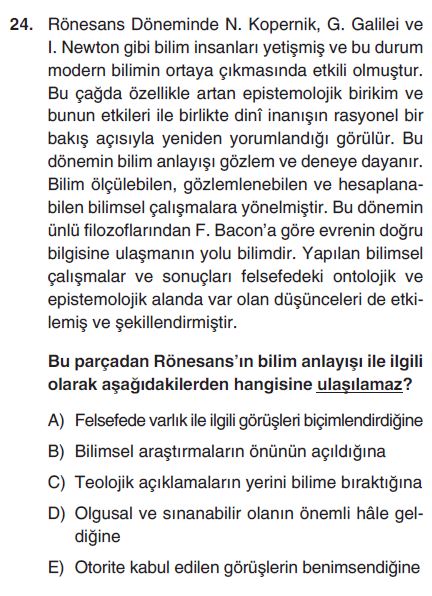 24. Rönesans Döneminde N. Kopernik, G. Galilei ve
I. Newton gibi bilim insanları yetişmiş ve bu durum
modern bilimin ortaya çıkmasında etkili olmuştur.
Bu çağda özellikle artan epistemolojik birikim ve
bunun etkileri ile birlikte dinî inanışın rasyonel bir
bakış açısıyla yeniden yorumlandığı görülür. Bu
dönemin bilim anlayışı gözlem ve deneye dayanır.
Bilim ölçülebilen, gözlemlenebilen ve hesaplana-
bilen bilimsel çalışmalara yönelmiştir. Bu dönemin
ünlü filozoflarından F. Bacon’a göre evrenin doğru
bilgisine ulaşmanın yolu bilimdir. Yapılan bilimsel
çalışmalar ve sonuçları felsefedeki ontolojik ve
epistemolojik alanda var olan düşünceleri de etki-
lemiş ve şekillendirmiştir.
Bu parçadan Rönesans’ın bilim anlayışı ile ilgili
olarak aşağıdakilerden hangisine ulaşılamaz?
A) Felsefede varlık ile ilgili görüşleri biçimlendirdiğine
B) Bilimsel araştırmaların önünün açıldığına
C) Teolojik açıklamaların yerini bilime bıraktığına
D) Olgusal ve sınanabilir olanın önemli hâle gel-
diğine
E) Otorite kabul edilen görüşlerin benimsendiğine